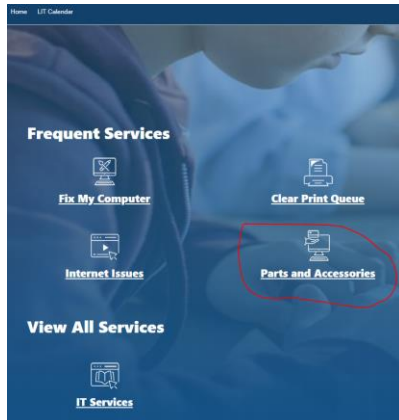 Home LIT Calendar
Frequent Services
Fix My Computer Clear Print Queue
Internet Issues Parts and Accessories
View All Services
IT Services